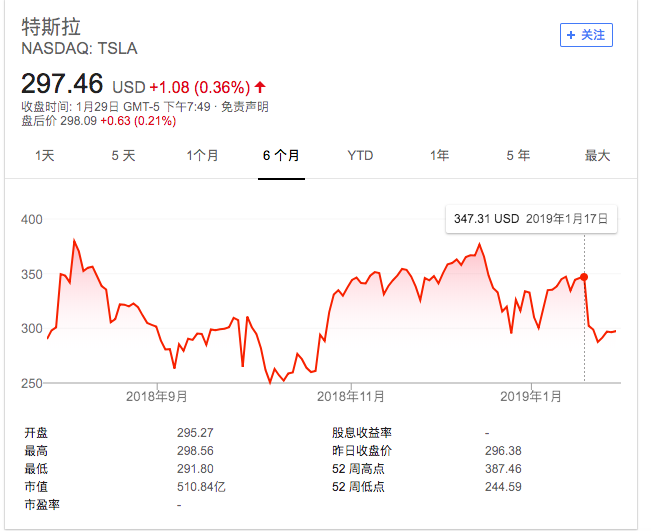 特斯拉
NASDAQ: TSLA
+ 关注
297.46 USD +1.08 (0.36%)
收盘时间: 1月29日 GMT-5 下午7:49 · 免责声明
盘后价 298.09 +0.63 (0.21%)
1天 5 天 1个月 6 个月 YTD 1年 5 年 最大
347.31 USD 2019年1月17日
400
350
300
250
2018年9月 2018年11月 2019年1月
开盘 295.27 股息收益率 -
最高 298.56 昨日收盘价 296.38
最低 291.80 52 周高点 387.46
市值 510.84亿 52 周低点 244.59
市盈率 -